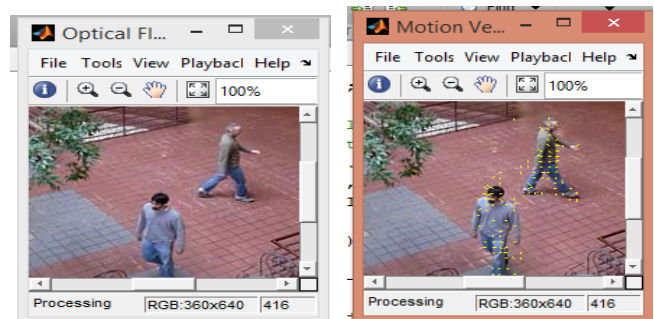 Optical Fl...
File Tools View Playbacl Help
100%
Processing RGB:360x640 416
Find
Motion Ve...
File Tools View Playbacl Help
100%
Processing RGB:360x640 416